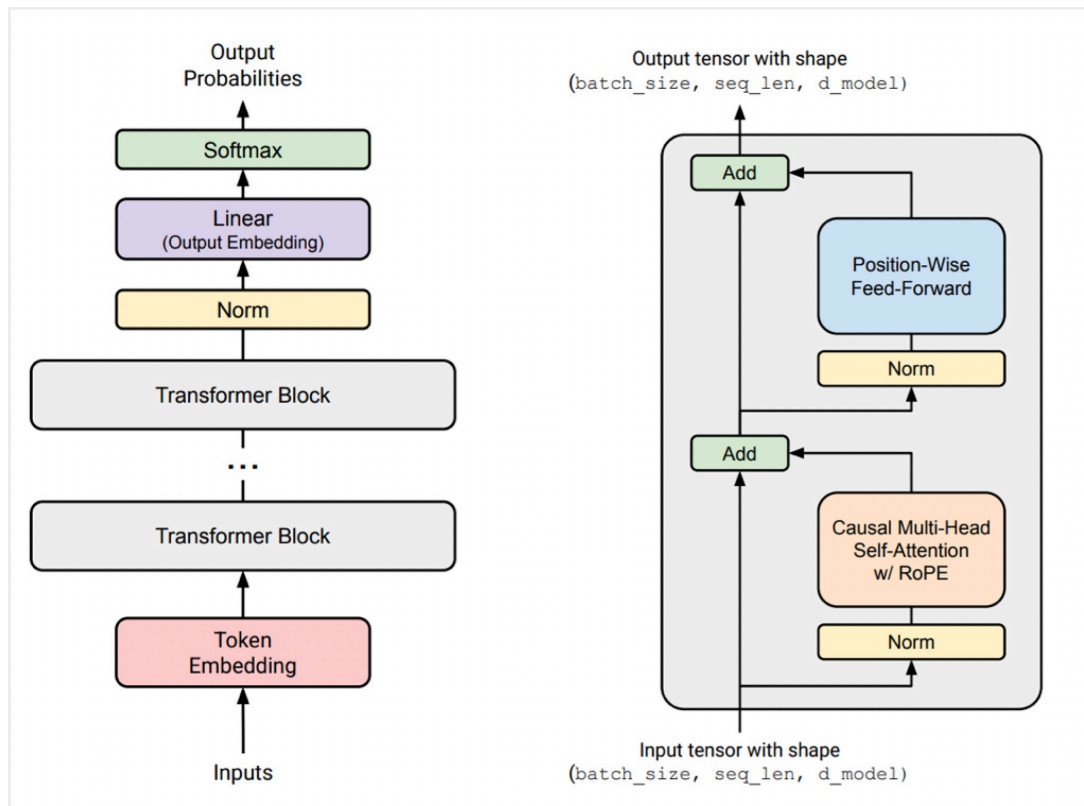 Output
Probabilities
Softmax
Linear
(Output Embedding)
Norm
Transformer Block
...
Transformer Block
Token
Embedding
Inputs
Output tensor with shape
(batch_size, seq_len, d_model)
Add
Position-Wise
Feed-Forward
Norm
Add
Causal Multi-Head
Self-Attention
w/ RoPE
Norm
Input tensor with shape
(batch_size, seq_len, d_model)